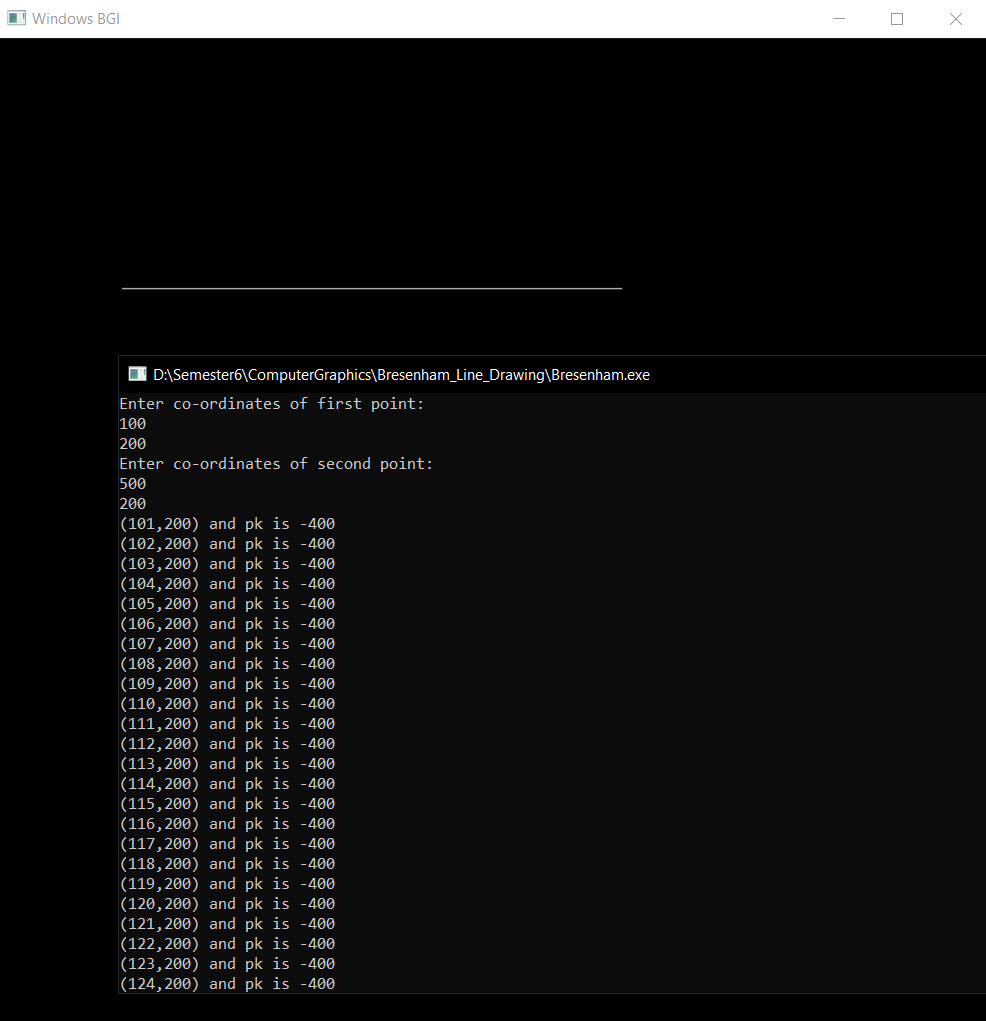 Windows BGI
D:\Semester6\ComputerGraphics\Bresenham_Line_Drawing\Bresenham.exe
Enter co-ordinates of first point:
100
200
Enter co-ordinates of second point:
500
200
(101,200) and pk is -400
(102,200) and pk is -400
(103,200) and pk is -400
(104,200) and pk is -400
(105,200) and pk is -400
(106,200) and pk is -400
(107,200) and pk is -400
(108,200) and pk is -400
(109,200) and pk is -400
(110,200) and pk is -400
(111,200) and pk is -400
(112,200) and pk is -400
(113,200) and pk is -400
(114,200) and pk is -400
(115,200) and pk is -400
(116,200) and pk is -400
(117,200) and pk is -400
(118,200) and pk is -400
(119,200) and pk is -400
(120,200) and pk is -400
(121,200) and pk is -400
(122,200) and pk is -400
(123,200) and pk is -400
(124,200) and pk is -400